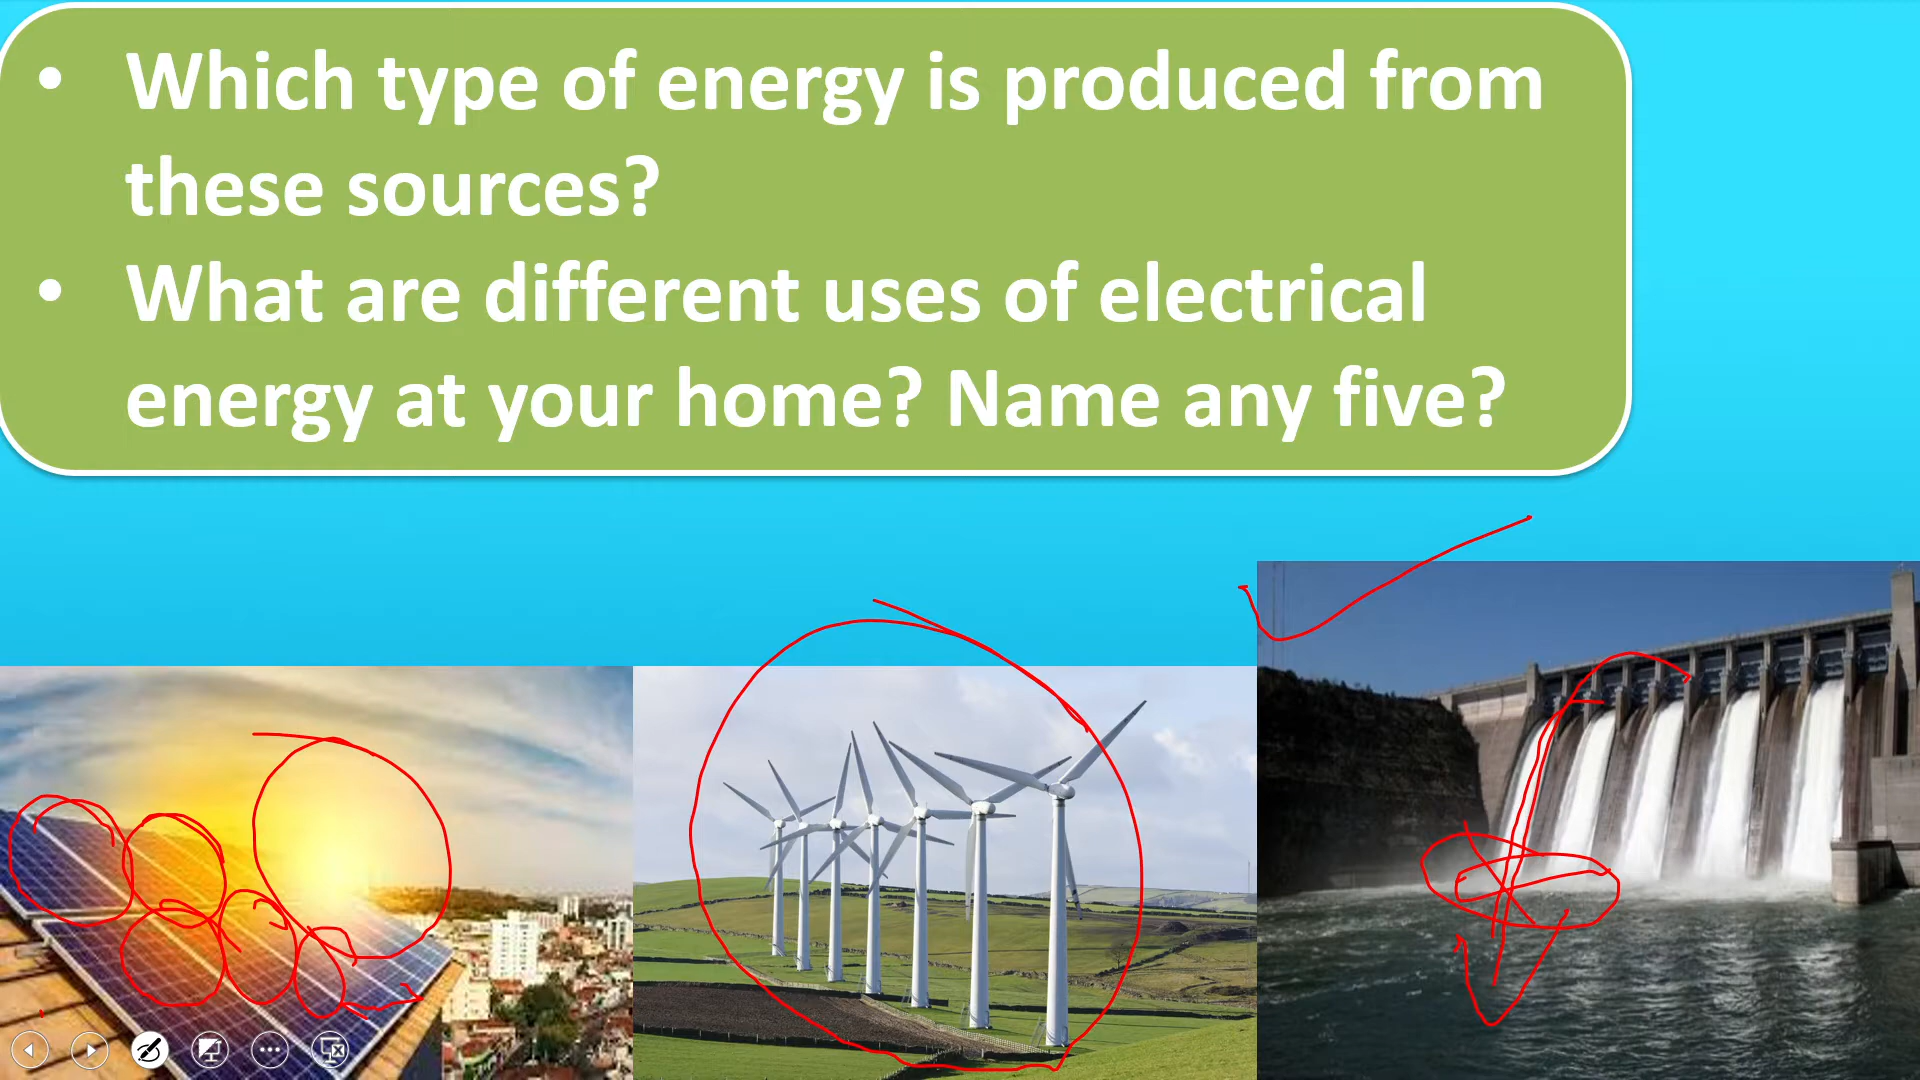 • Which type of energy is produced from
these sources?
• What are different uses of electrical
energy at your home? Name any five?